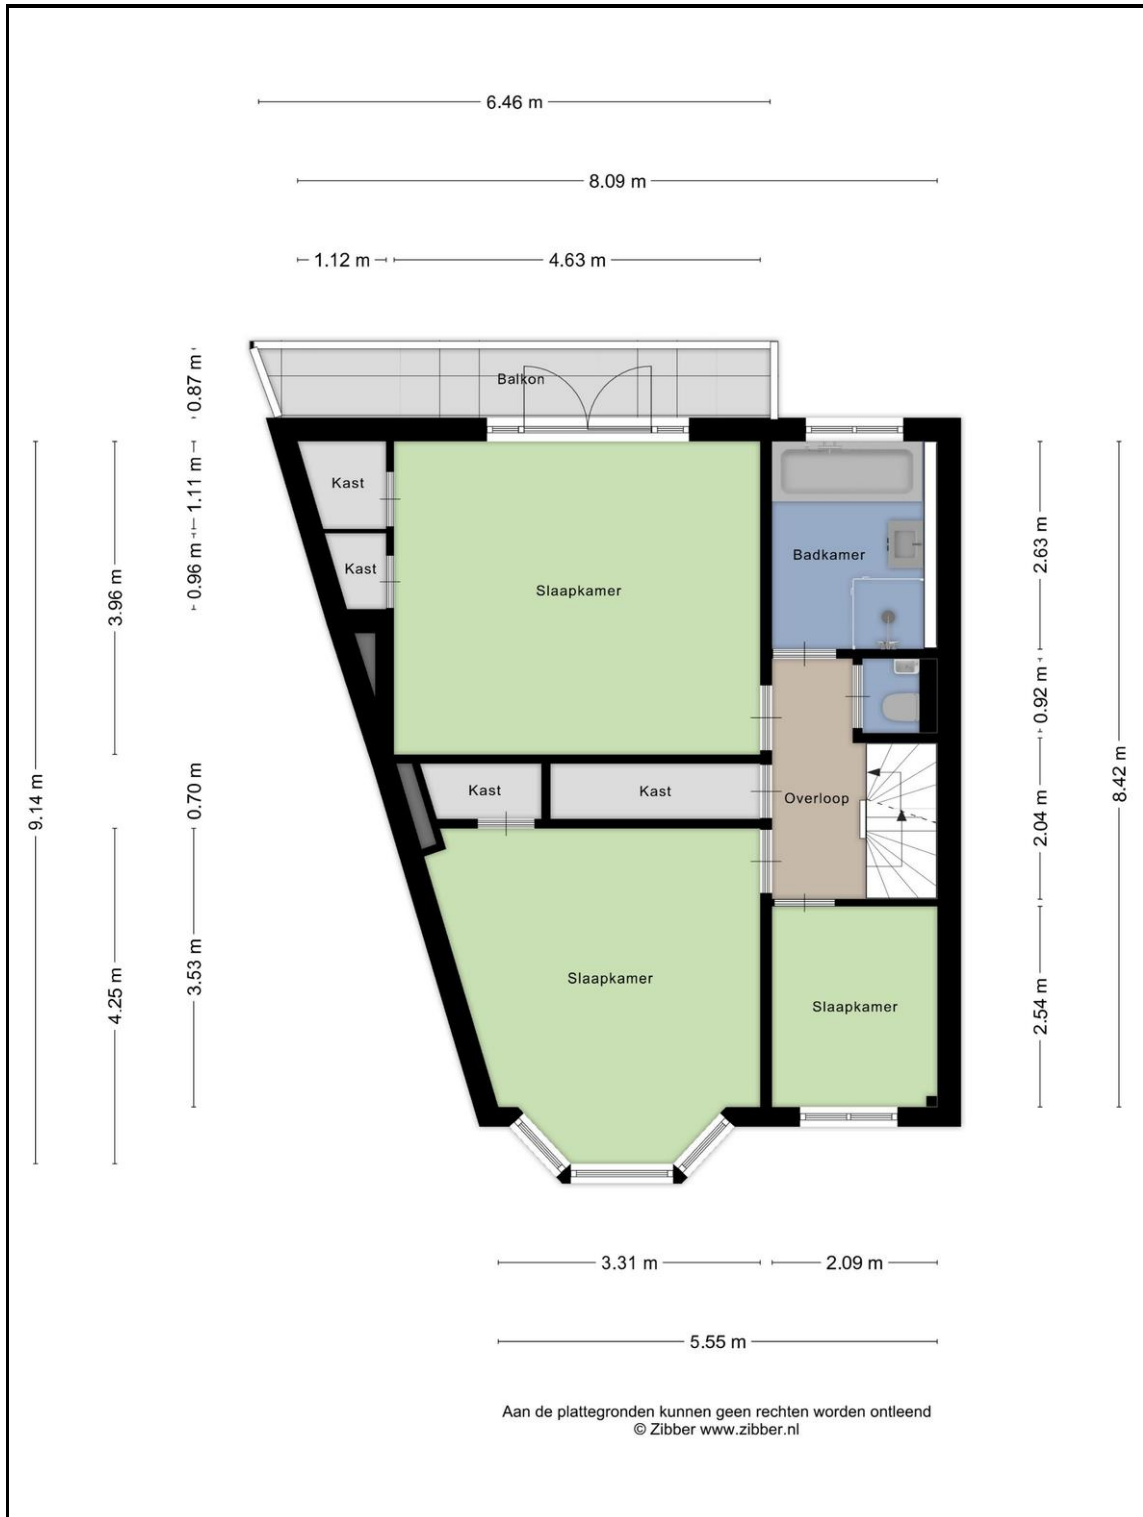 6.46 m
8.09 m
1.12 m
4.63 m
0.87 m
Balkon
1.11 m
Kast
0.96 m
Kast
3.96 m
Slaapkamer
Badkamer
2.63 m
0.92 m
9.14 m
0.70 m
Kast
Kast
Overloop
2.04 m
8.42 m
4.25 m
3.53 m
Slaapkamer
Slaapkamer
2.54 m
3.31 m
2.09 m
5.55 m
Aan de plattegronden kunnen geen rechten worden ontleend
© Zibber www.zibber.nl